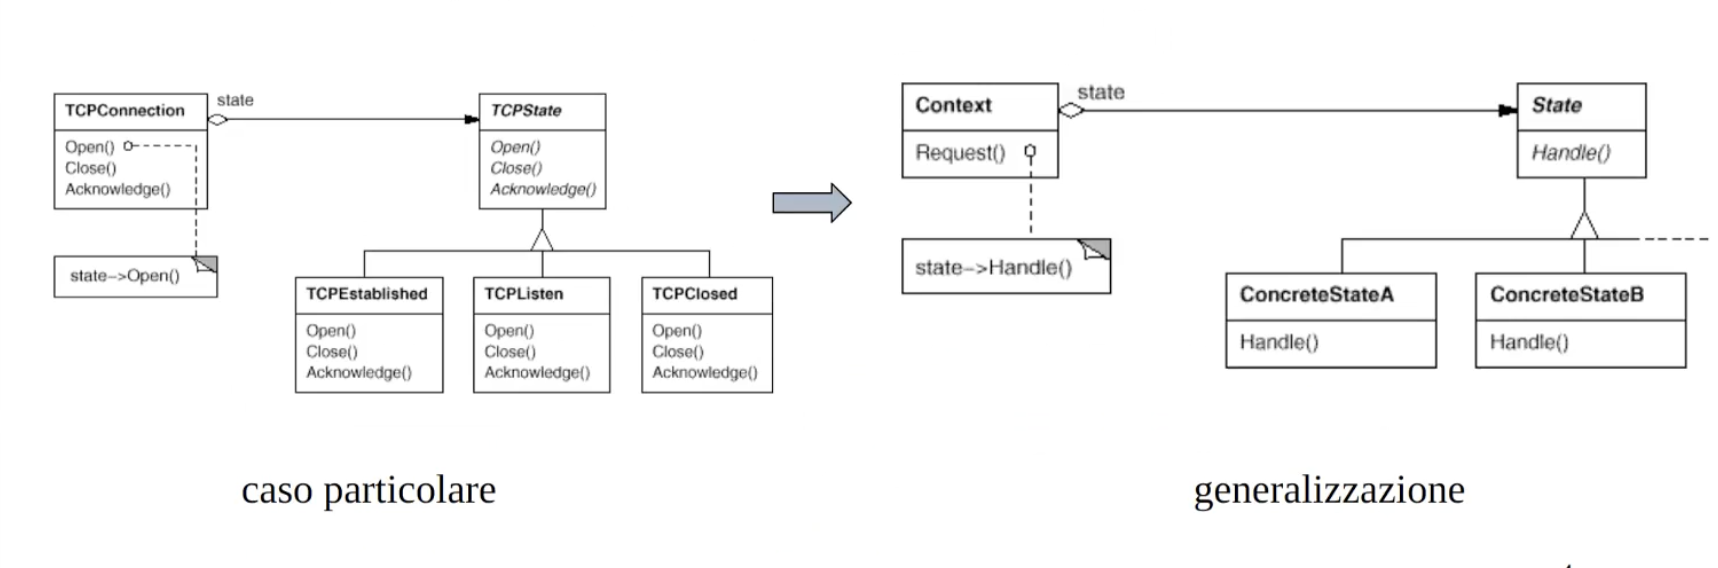 state
TCPConnection
Open()
Close()
Acknowledge()
state->Open()
TCPState
Open()
Close()
Acknowledge()
TCPEstablished
Open()
Close()
Acknowledge()
TCPListen
Open()
Close()
Acknowledge()
TCPClosed
Open()
Close()
Acknowledge()
caso particolare
state
Context
Request()
state->Handle()
State
Handle()
ConcreteStateA
Handle()
ConcreteStateB
Handle()
generalizzazione